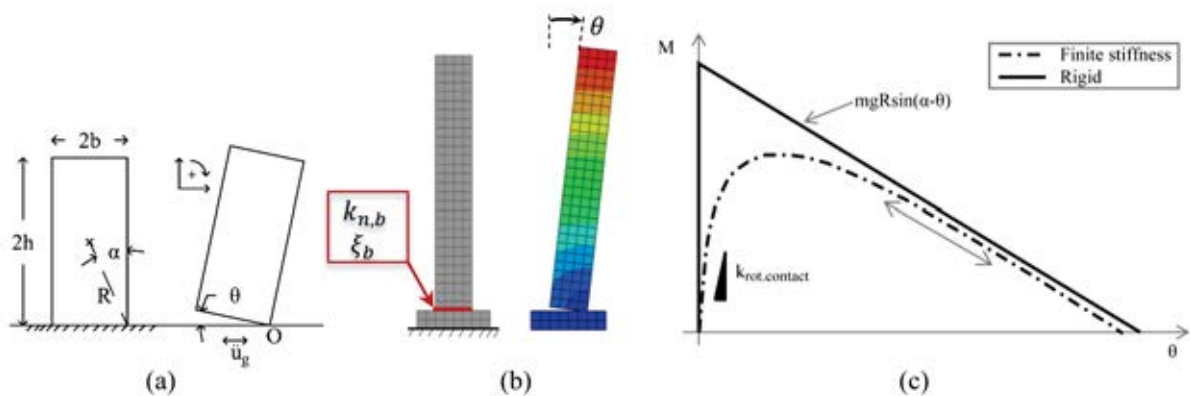 2b
2h
α
R
+
θ
O
ü_g
(a)
k_{n,b}
ξ_b
θ
(b)
M
Finite stiffness
Rigid
mgRsin(α-θ)
k_{rot.contact}
θ
(c)